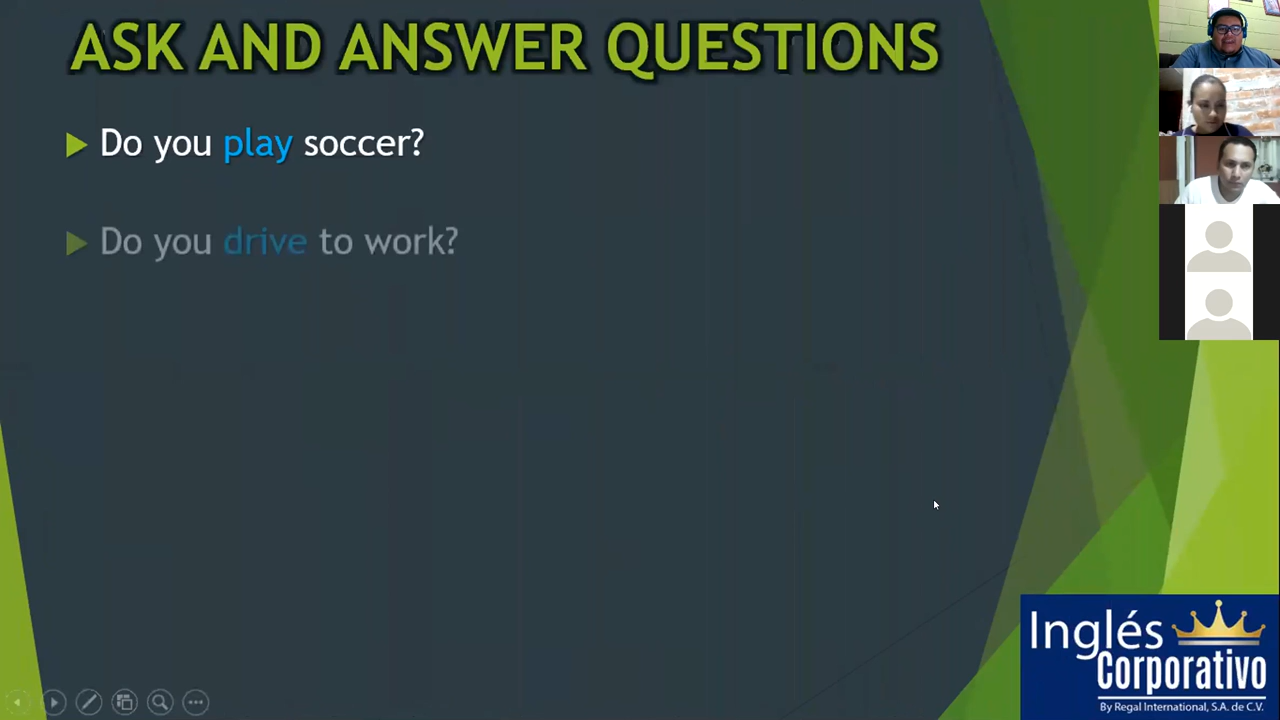 ASK AND ANSWER QUESTIONS
Do you play soccer?
Do you drive to work?
Inglés
Corporativo
By Regal International, S.A. de C.V.